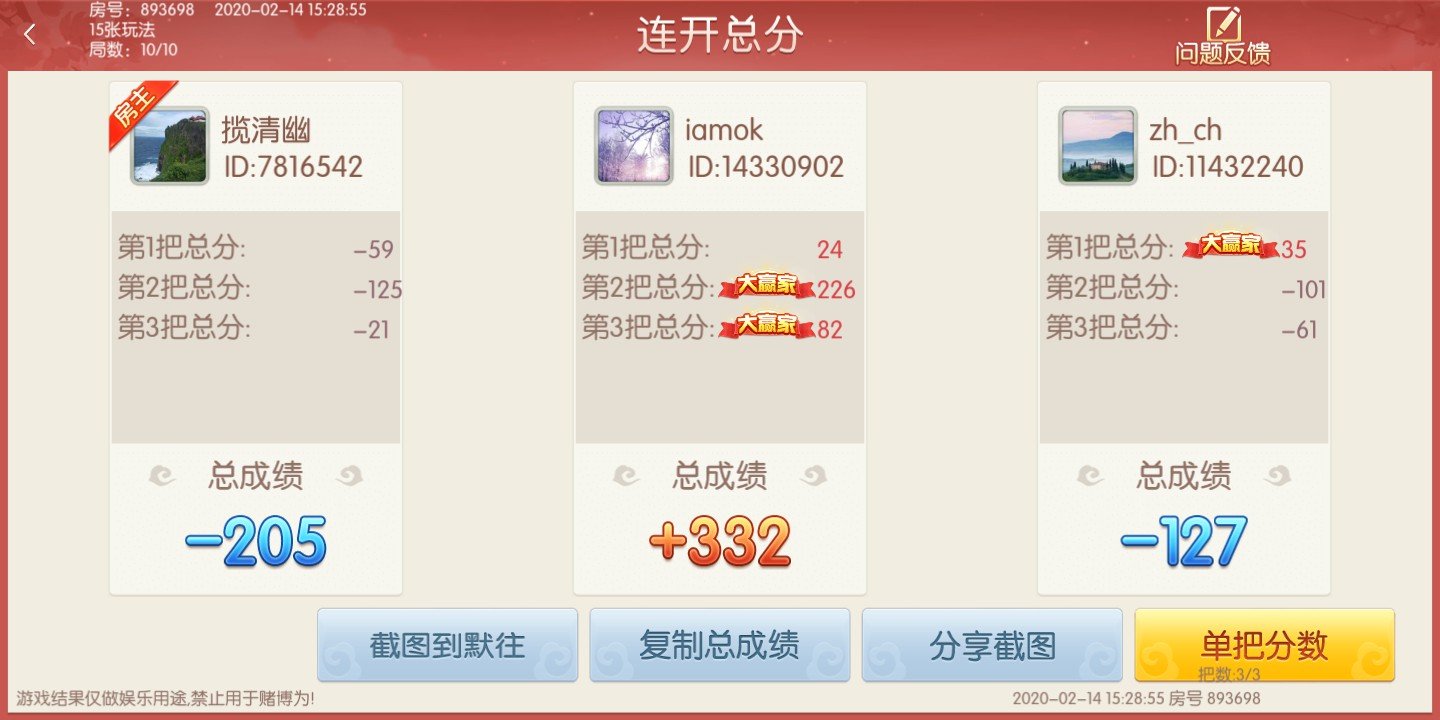 房号：893698 2020-02-14 15:28:55
15张玩法
局数：10/10
连开总分
问题反馈
房主
揽清幽
ID:7816542
第1把总分: -59
第2把总分: -125
第3把总分: -21
总成绩
-205
iamok
ID:14330902
第1把总分: 24
第2把总分: 大赢家 226
第3把总分: 大赢家 82
总成绩
+332
zh_ch
ID:11432240
第1把总分: 大赢家 35
第2把总分: -101
第3把总分: -61
总成绩
-127
截图到默往
复制总成绩
分享截图
单把分数
把数:3/3
游戏结果仅做娱乐用途,禁止用于赌博为!
2020-02-14 15:28:55 房号 893698